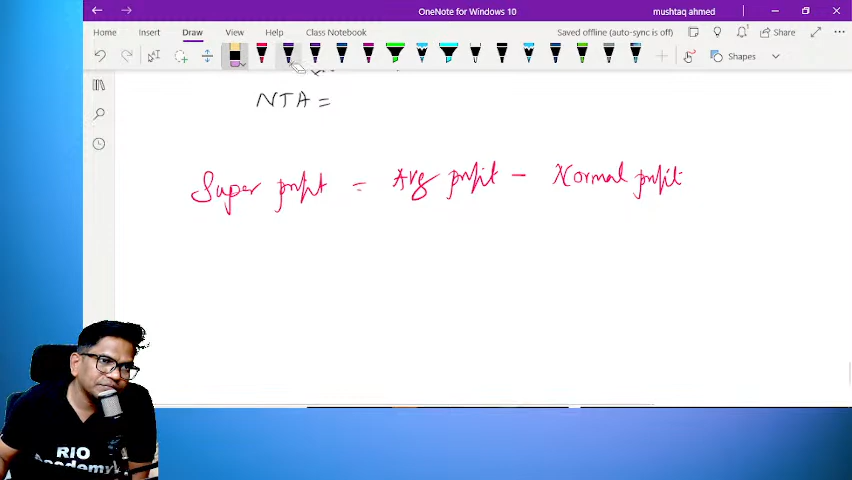 OneNote for Windows 10
mushtaq ahmed
Home Insert Draw View Help Class Notebook
Saved offline (auto-sync is off)
Share
Shapes
NTA =
Super profit = Avg profit - Normal profit
RIO
Academy